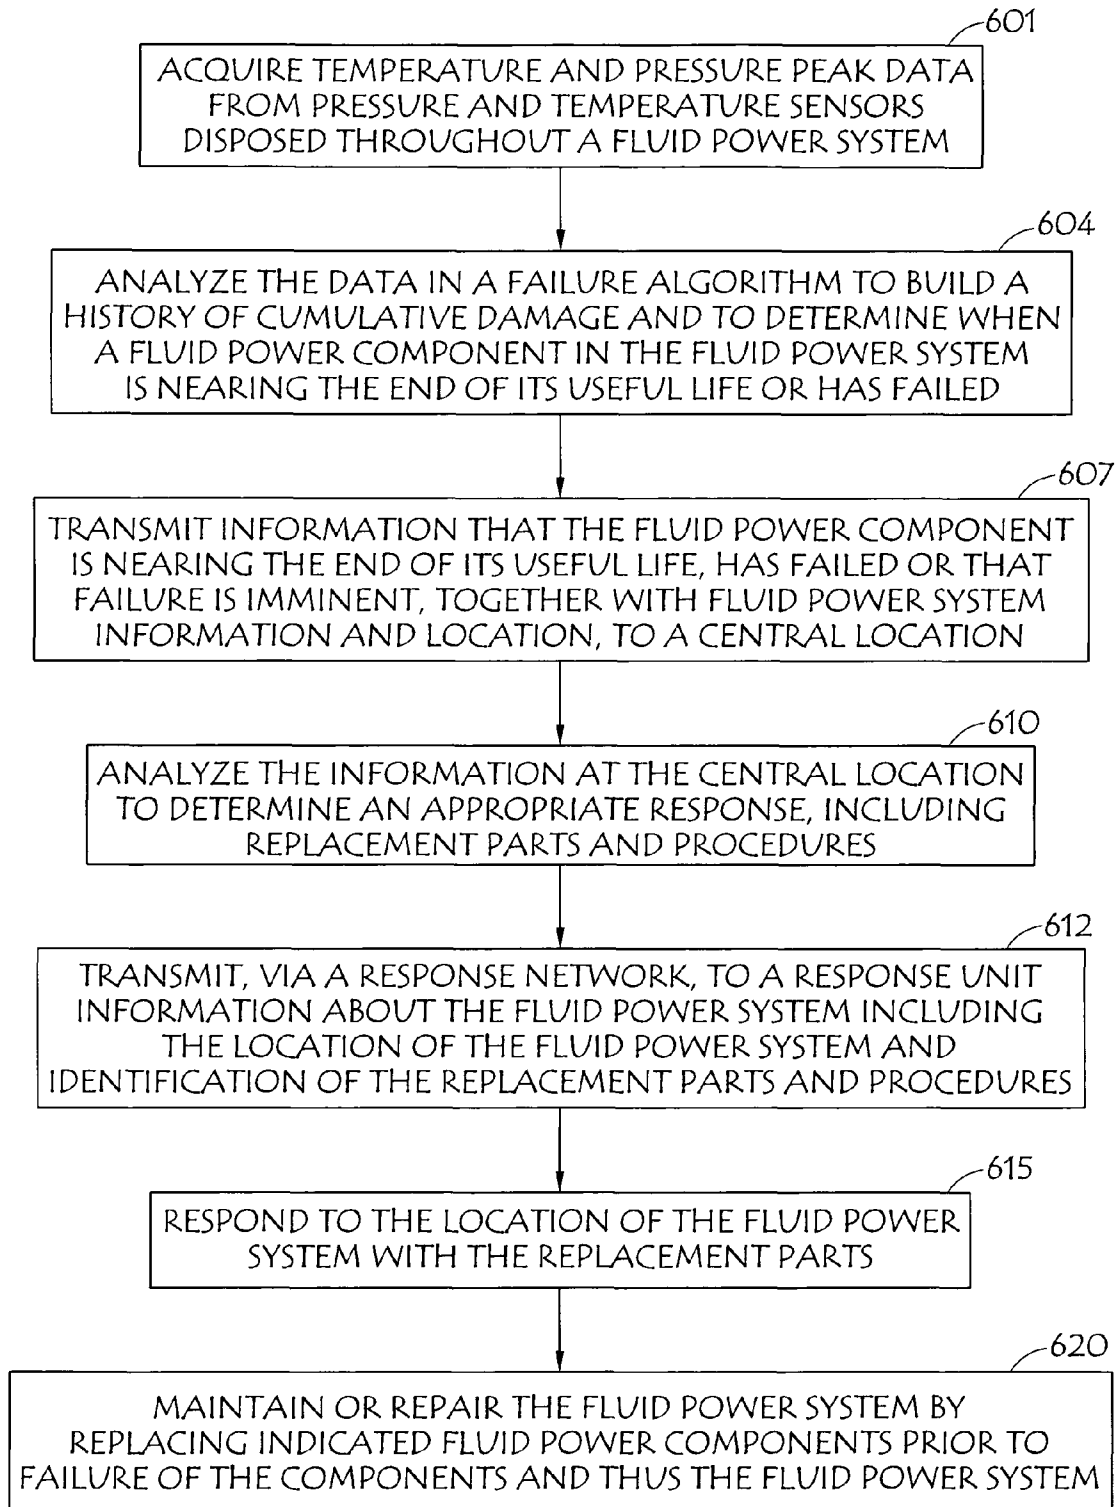 601
ACQUIRE TEMPERATURE AND PRESSURE PEAK DATA
FROM PRESSURE AND TEMPERATURE SENSORS
DISPOSED THROUGHOUT A FLUID POWER SYSTEM
604
ANALYZE THE DATA IN A FAILURE ALGORITHM TO BUILD A
HISTORY OF CUMULATIVE DAMAGE AND TO DETERMINE WHEN
A FLUID POWER COMPONENT IN THE FLUID POWER SYSTEM
IS NEARING THE END OF ITS USEFUL LIFE OR HAS FAILED
607
TRANSMIT INFORMATION THAT THE FLUID POWER COMPONENT
IS NEARING THE END OF ITS USEFUL LIFE, HAS FAILED OR THAT
FAILURE IS IMMINENT, TOGETHER WITH FLUID POWER SYSTEM
INFORMATION AND LOCATION, TO A CENTRAL LOCATION
610
ANALYZE THE INFORMATION AT THE CENTRAL LOCATION
TO DETERMINE AN APPROPRIATE RESPONSE, INCLUDING
REPLACEMENT PARTS AND PROCEDURES
612
TRANSMIT, VIA A RESPONSE NETWORK, TO A RESPONSE UNIT
INFORMATION ABOUT THE FLUID POWER SYSTEM INCLUDING
THE LOCATION OF THE FLUID POWER SYSTEM AND
IDENTIFICATION OF THE REPLACEMENT PARTS AND PROCEDURES
615
RESPOND TO THE LOCATION OF THE FLUID POWER
SYSTEM WITH THE REPLACEMENT PARTS
620
MAINTAIN OR REPAIR THE FLUID POWER SYSTEM BY
REPLACING INDICATED FLUID POWER COMPONENTS PRIOR TO
FAILURE OF THE COMPONENTS AND THUS THE FLUID POWER SYSTEM